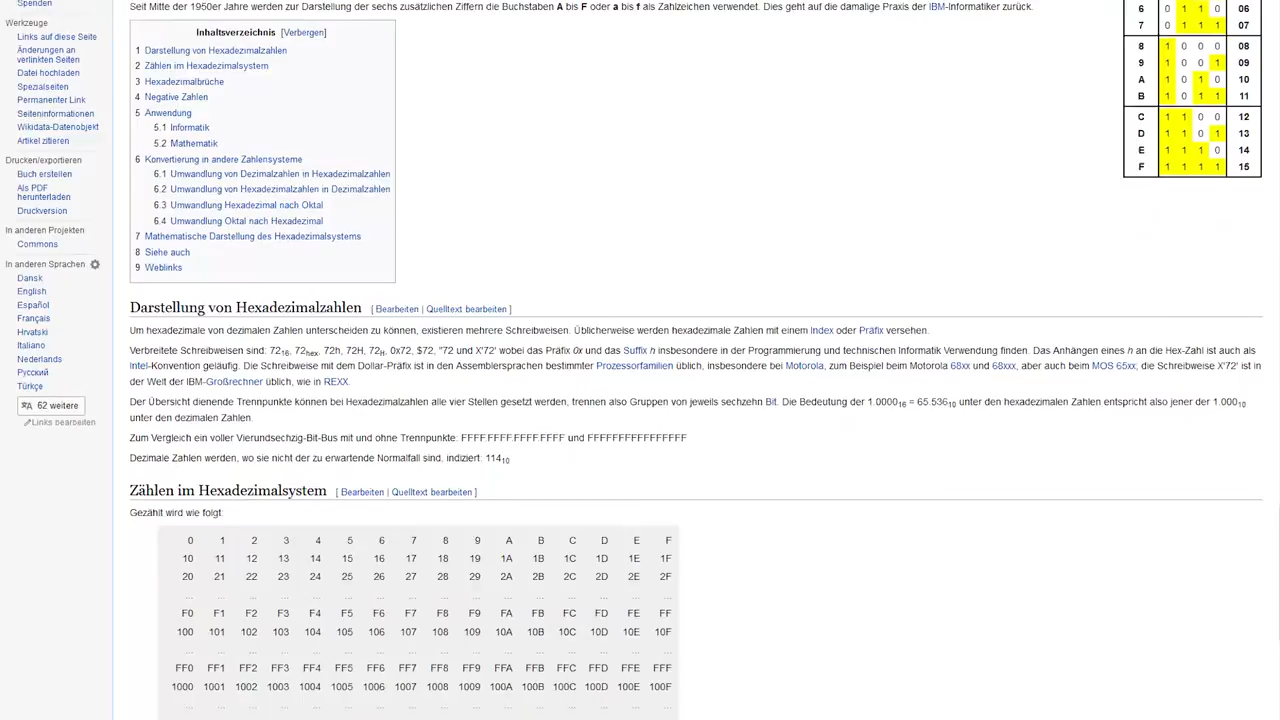 Spenden
Werkzeuge
Links auf diese Seite
Änderungen an
verlinkten Seiten
Datei hochladen
Spezialseiten
Permanenter Link
Seiteninformationen
Wikidata-Datenobjekt
Artikel zitieren
Drucken/exportieren
Buch erstellen
Als PDF
herunterladen
Druckversion
In anderen Projekten
Commons
In anderen Sprachen
Dansk
English
Español
Français
Hrvatski
Italiano
Nederlands
Русский
Türkçe
62 weitere
Links bearbeiten
Seit Mitte der 1950er Jahre werden zur Darstellung der sechs zusätzlichen Ziffern die Buchstaben A bis F oder a bis f als Zahlzeichen verwendet. Dies geht auf die damalige Praxis der IBM-Informatiker zurück.
Inhaltsverzeichnis [Verbergen]
1 Darstellung von Hexadezimalzahlen
2 Zählen im Hexadezimalsystem
3 Hexadezimalbrüche
4 Negative Zahlen
5 Anwendung
5.1 Informatik
5.2 Mathematik
6 Konvertierung in andere Zahlensysteme
6.1 Umwandlung von Dezimalzahlen in Hexadezimalzahlen
6.2 Umwandlung von Hexadezimalzahlen in Dezimalzahlen
6.3 Umwandlung Hexadezimal nach Oktal
6.4 Umwandlung Oktal nach Hexadezimal
7 Mathematische Darstellung des Hexadezimalsystems
8 Siehe auch
9 Weblinks
6 0 1 1 0 06
7 0 1 1 1 07
8 1 0 0 0 08
9 1 0 0 1 09
A 1 0 1 0 10
B 1 0 1 1 11
C 1 1 0 0 12
D 1 1 0 1 13
E 1 1 1 0 14
F 1 1 1 1 15
Darstellung von Hexadezimalzahlen [ Bearbeiten | Quelltext bearbeiten ]
Um hexadezimale von dezimalen Zahlen unterscheiden zu können, existieren mehrere Schreibweisen. Üblicherweise werden hexadezimale Zahlen mit einem Index oder Präfix versehen.
Verbreitete Schreibweisen sind: 72₁₆, 72hex, 72h, 72H, 72H, 0x72, $72, "72 und X'72' wobei das Präfix 0x und das Suffix h insbesondere in der Programmierung und technischen Informatik Verwendung finden. Das Anhängen eines h an die Hex-Zahl ist auch als
Intel-Konvention geläufig. Die Schreibweise mit dem Dollar-Präfix ist in den Assemblersprachen bestimmter Prozessorfamilien üblich, insbesondere bei Motorola, zum Beispiel beim Motorola 68xx und 68xxx, aber auch beim MOS 65xx; die Schreibweise X'72' ist in
der Welt der IBM-Großrechner üblich, wie in REXX.
Der Übersicht dienende Trennpunkte können bei Hexadezimalzahlen alle vier Stellen gesetzt werden, trennen also Gruppen von jeweils sechzehn Bit. Die Bedeutung der 1.0000₁₆ = 65.536₁₀ unter den hexadezimalen Zahlen entspricht also jener der 1.000₁₀
unter den dezimalen Zahlen.
Zum Vergleich ein voller Vierundsechzig-Bit-Bus mit und ohne Trennpunkte: FFFF.FFFF.FFFF.FFFF und FFFFFFFFFFFFFFFF
Dezimale Zahlen werden, wo sie nicht der zu erwartende Normalfall sind, indiziert: 114₁₀
Zählen im Hexadezimalsystem [ Bearbeiten | Quelltext bearbeiten ]
Gezählt wird wie folgt:
0 1 2 3 4 5 6 7 8 9 A B C D E F
10 11 12 13 14 15 16 17 18 19 1A 1B 1C 1D 1E 1F
20 21 22 23 24 25 26 27 28 29 2A 2B 2C 2D 2E 2F
... ... ... ... ... ... ... ... ... ... ... ... ... ... ... ...
F0 F1 F2 F3 F4 F5 F6 F7 F8 F9 FA FB FC FD FE FF
100 101 102 103 104 105 106 107 108 109 10A 10B 10C 10D 10E 10F
... ... ... ... ... ... ... ... ... ... ... ... ... ... ... ...
FF0 FF1 FF2 FF3 FF4 FF5 FF6 FF7 FF8 FF9 FFA FFB FFC FFD FFE FFF
1000 1001 1002 1003 1004 1005 1006 1007 1008 1009 100A 100B 100C 100D 100E 100F
... ... ... ... ... ... ... ... ... ... ... ... ... ... ... ...